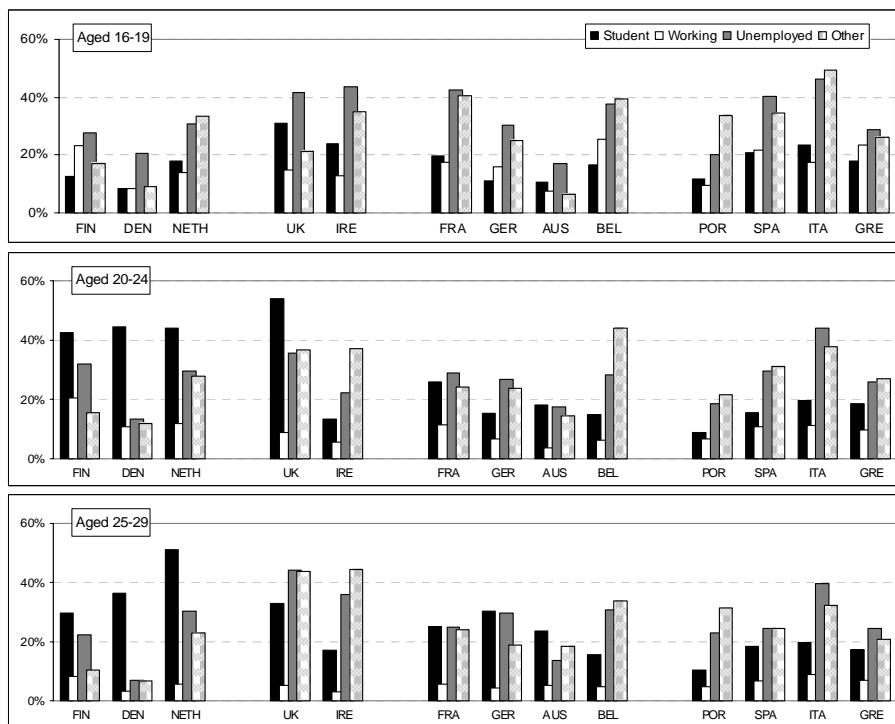 Aged 16-19
Student Working Unemployed Other
60%
40%
20%
0%
FIN DEN NETH UK IRE FRA GER AUS BEL POR SPA ITA GRE
Aged 20-24
60%
40%
20%
0%
FIN DEN NETH UK IRE FRA GER AUS BEL POR SPA ITA GRE
Aged 25-29
60%
40%
20%
0%
FIN DEN NETH UK IRE FRA GER AUS BEL POR SPA ITA GRE